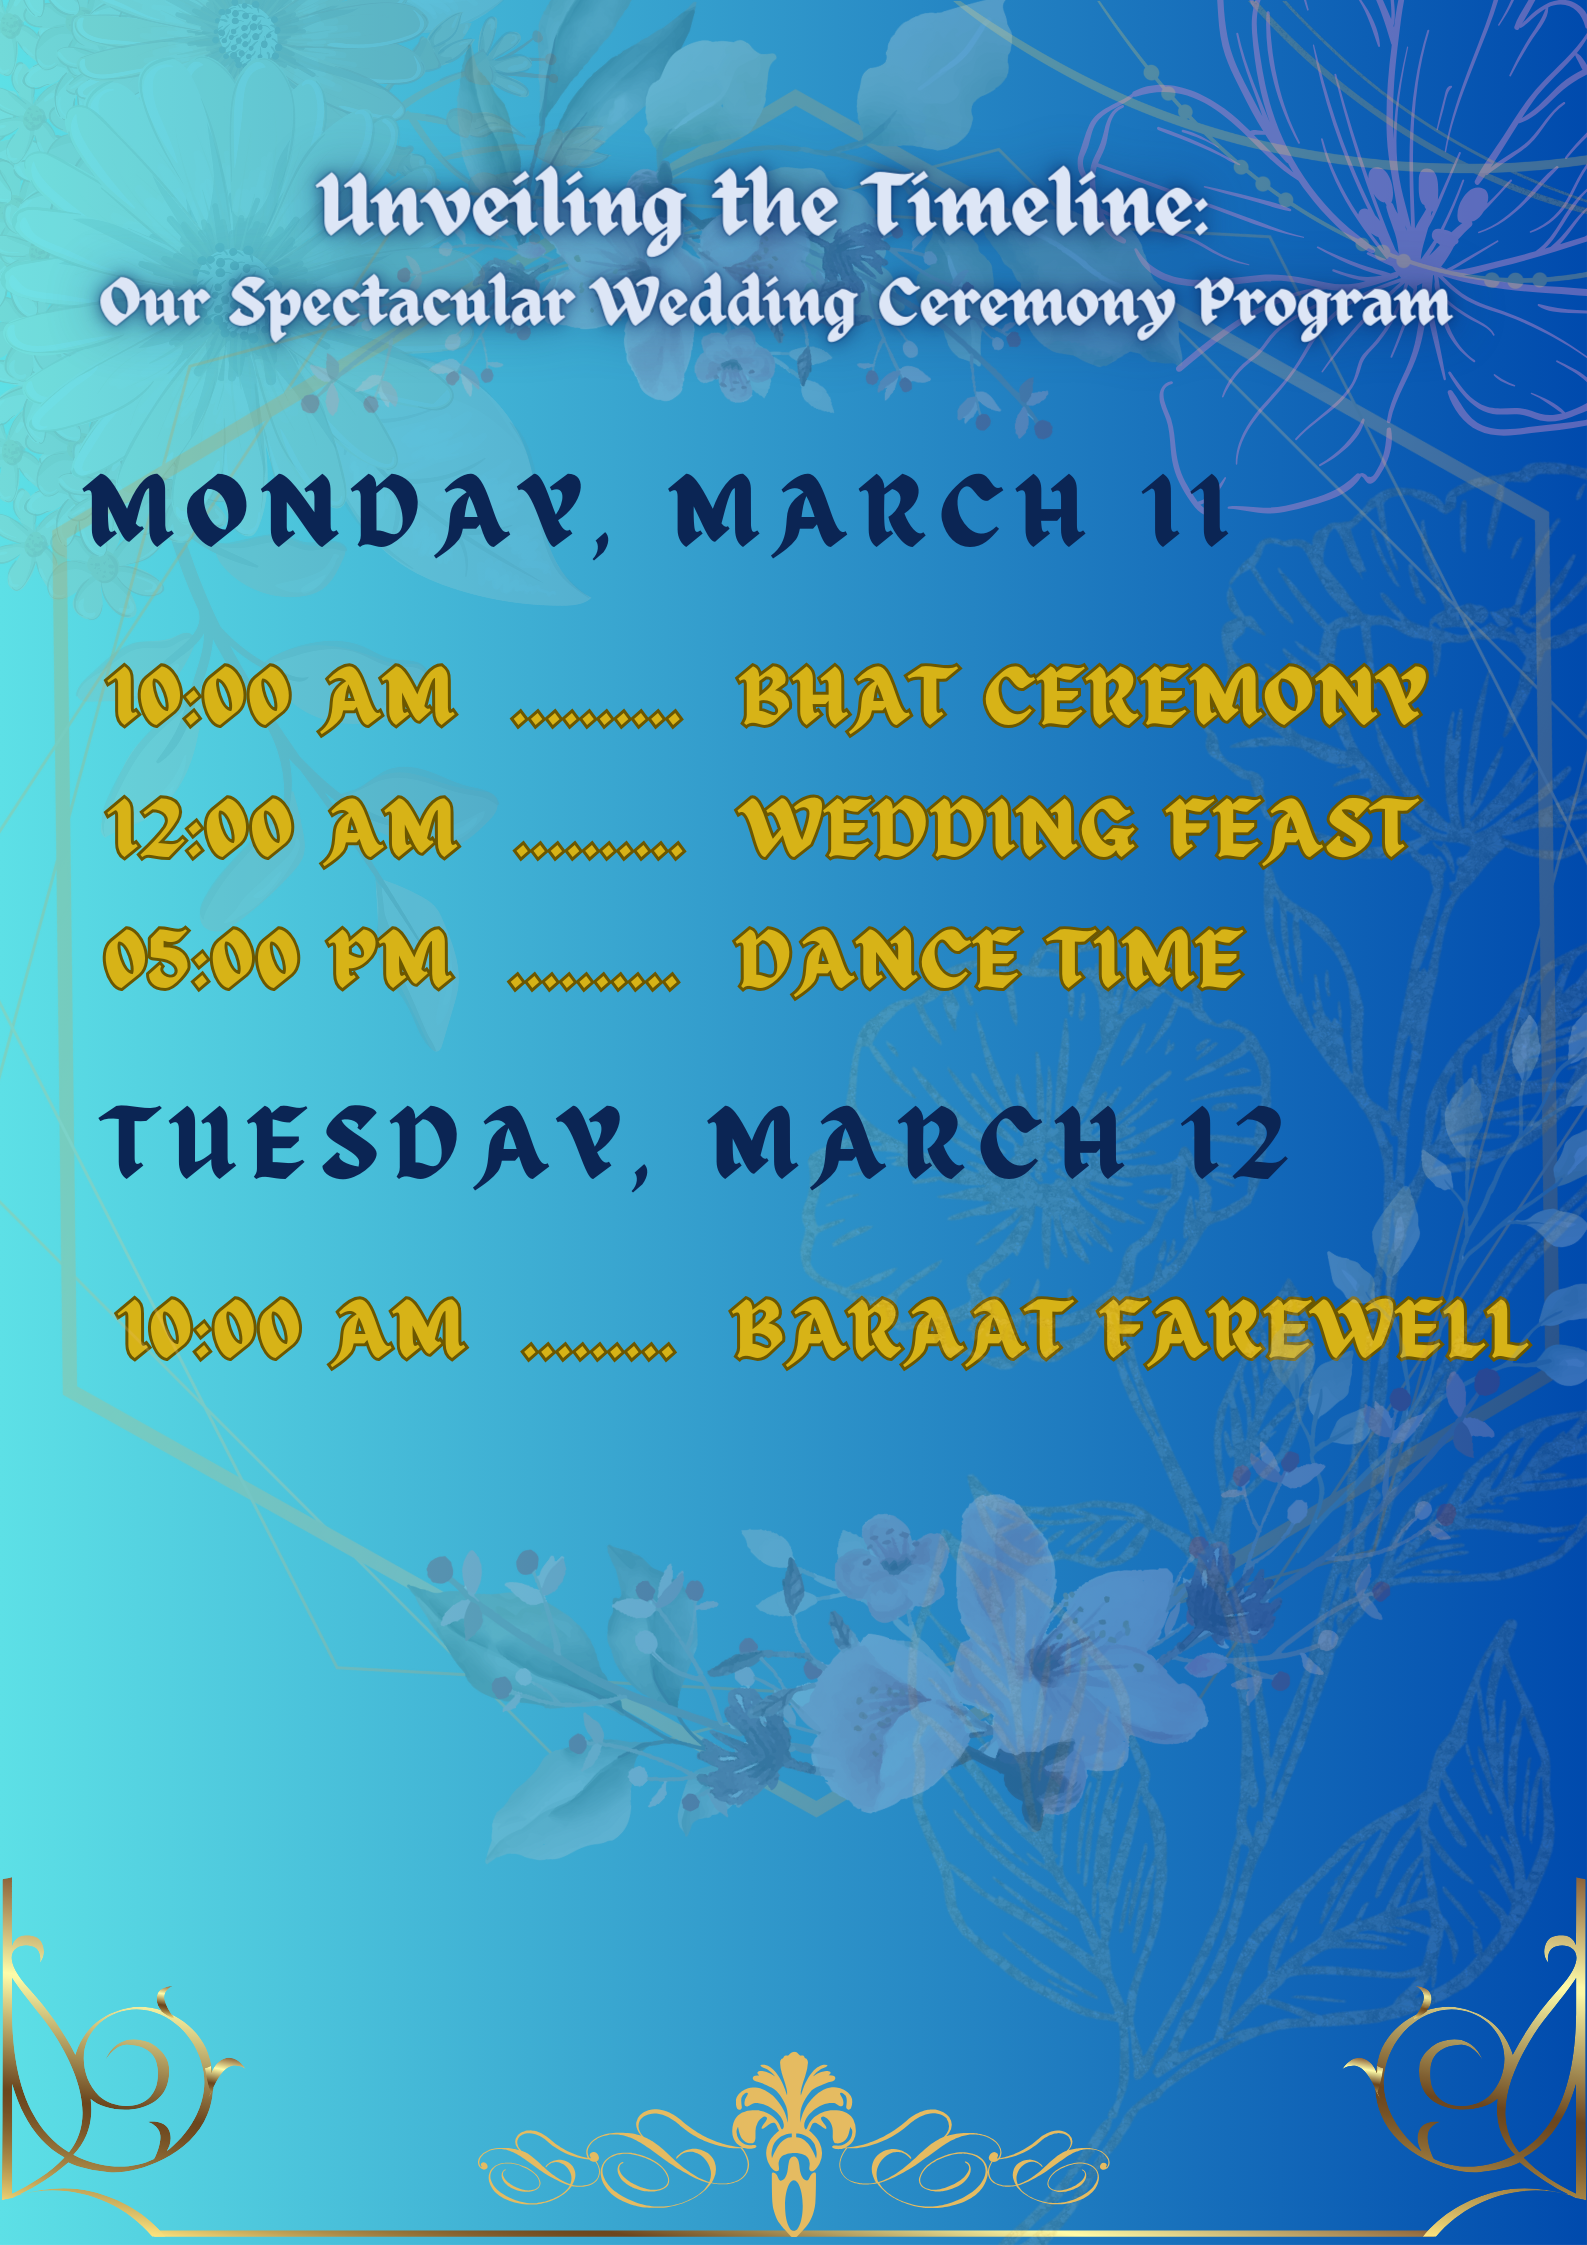 Unveiling the Timeline:
Our Spectacular Wedding Ceremony Program
MONDAY, MARCH 11
10:00 AM .......... BHAT CEREMONY
12:00 AM .......... WEDDING FEAST
05:00 PM .......... DANCE TIME
TUESDAY, MARCH 12
10:00 AM ......... BARAAT FAREWELL